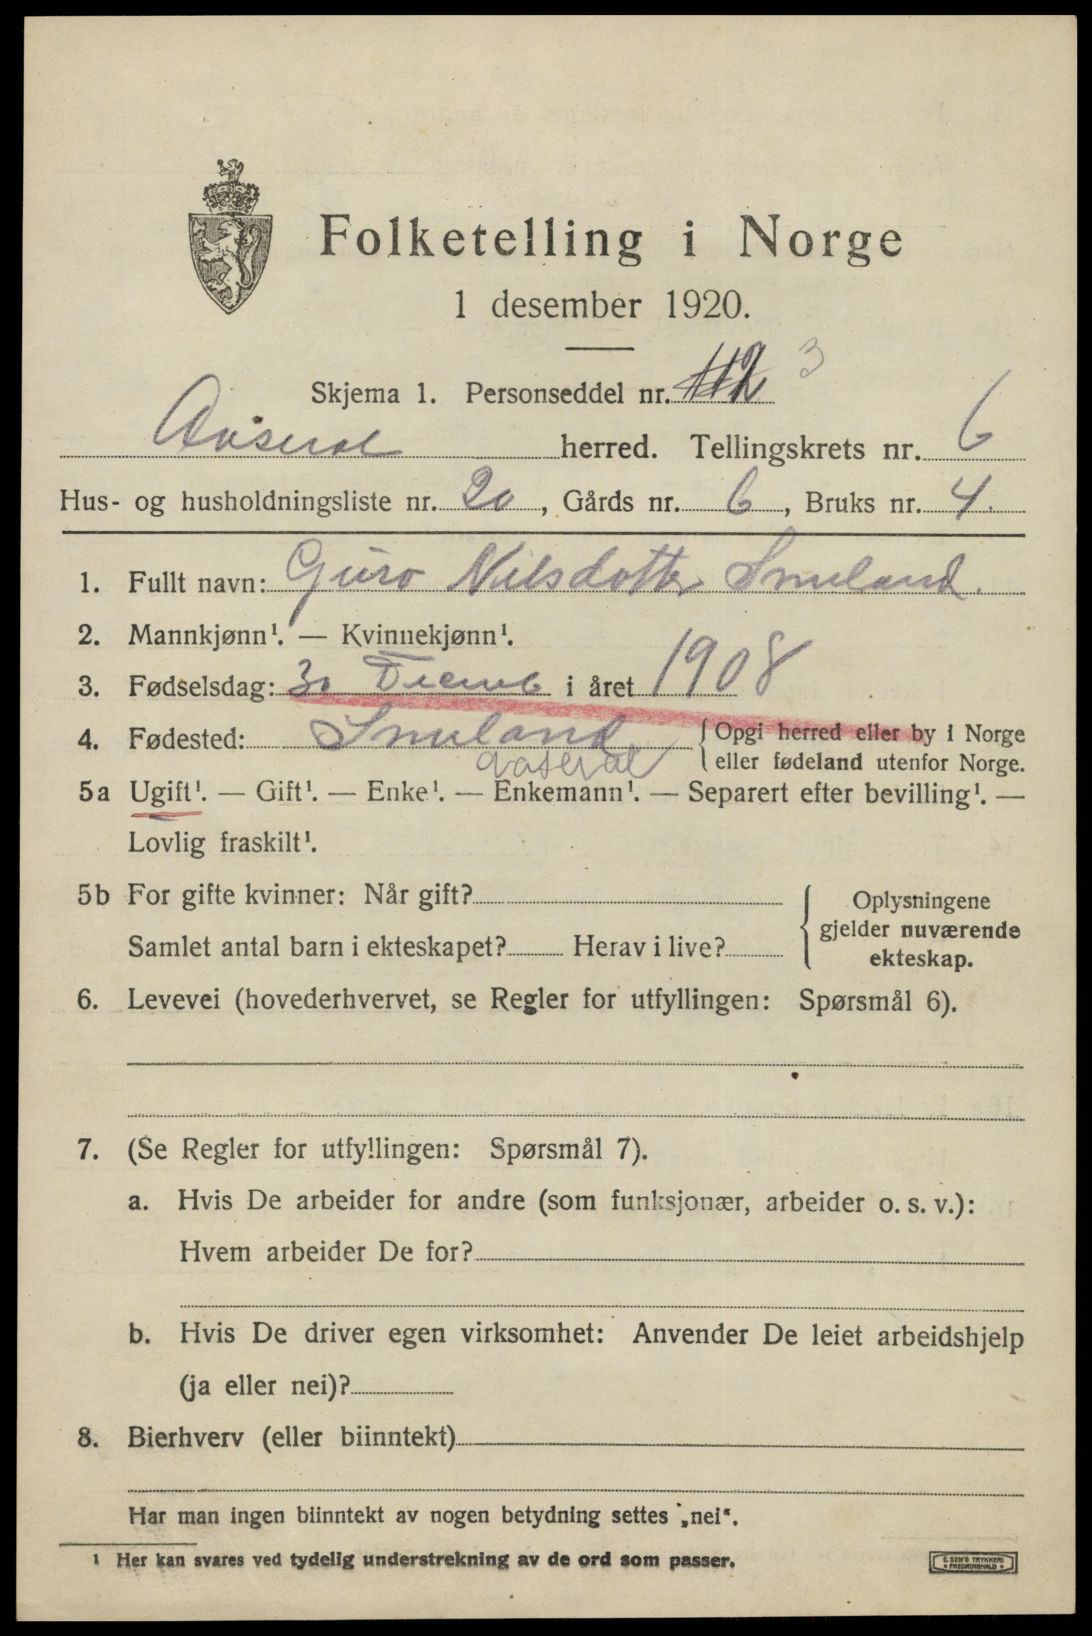 Folketelling i Norge
1 desember 1920.
Skjema 1. Personseddel nr. 112 3
Aaseral herred. Tellingskrets nr. 6
Hus- og husholdningsliste nr. 20, Gårds nr. 6, Bruks nr. 4.
1. Fullt navn: Guro Nilsdotter Smeland.
2. Mannkjønn¹. — Kvinnekjønn¹.
3. Fødselsdag: 30 i året 1908
4. Fødested: Smeland {Opgi herred eller by i Norge
Aaseral eller fødeland utenfor Norge.
5a Ugift¹. — Gift¹. — Enke¹. — Enkemann¹. — Separert efter bevilling¹. —
Lovlig fraskilt¹.
5b For gifte kvinner: Når gift?
Samlet antal barn i ekteskapet? Herav i live?
Oplysningene
gjelder nuværende
ekteskap.
6. Levevei (hovederhvervet, se Regler for utfyllingen: Spørsmål 6).
7. (Se Regler for utfyllingen: Spørsmål 7).
a. Hvis De arbeider for andre (som funksjonær, arbeider o. s. v.):
Hvem arbeider De for?
b. Hvis De driver egen virksomhet: Anvender De leiet arbeidshjelp
(ja eller nei)?
8. Bierhverv (eller biinntekt)
Har man ingen biinntekt av nogen betydning settes „nei“.
¹ Her kan svares ved tydelig understrekning av de ord som passer.
E. SEM'S TRYKKERI
• FREDRIKSHALD •